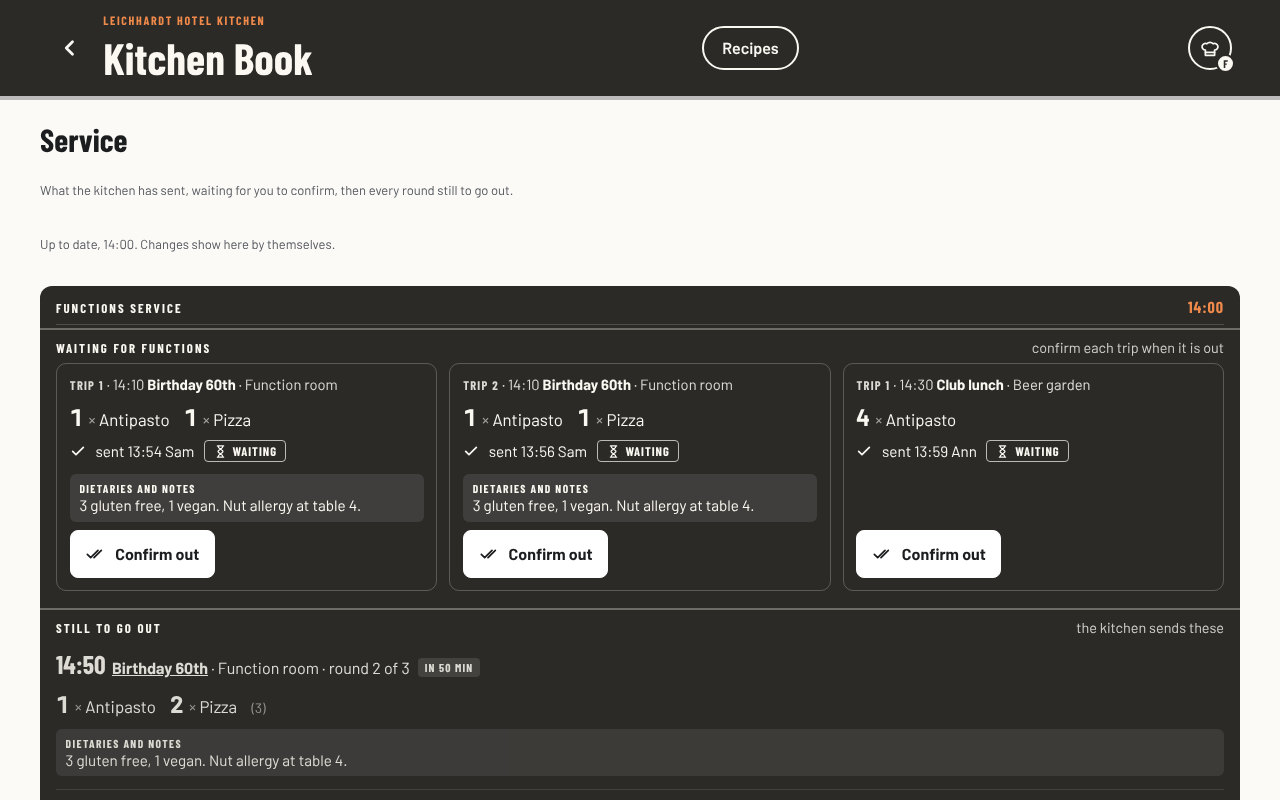 LEICHHARDT HOTEL KITCHEN
Kitchen Book
Recipes
F
Service
What the kitchen has sent, waiting for you to confirm, then every round still to go out.
Up to date, 14:00. Changes show here by themselves.
FUNCTIONS SERVICE 14:00
WAITING FOR FUNCTIONS confirm each trip when it is out
TRIP 1 · 14:10 Birthday 60th · Function room
1 × Antipasto 1 × Pizza
sent 13:54 Sam WAITING
DIETARIES AND NOTES
3 gluten free, 1 vegan. Nut allergy at table 4.
Confirm out
TRIP 2 · 14:10 Birthday 60th · Function room
1 × Antipasto 1 × Pizza
sent 13:56 Sam WAITING
DIETARIES AND NOTES
3 gluten free, 1 vegan. Nut allergy at table 4.
Confirm out
TRIP 1 · 14:30 Club lunch · Beer garden
4 × Antipasto
sent 13:59 Ann WAITING
Confirm out
STILL TO GO OUT the kitchen sends these
14:50 Birthday 60th · Function room · round 2 of 3 IN 50 MIN
1 × Antipasto 2 × Pizza (3)
DIETARIES AND NOTES
3 gluten free, 1 vegan. Nut allergy at table 4.